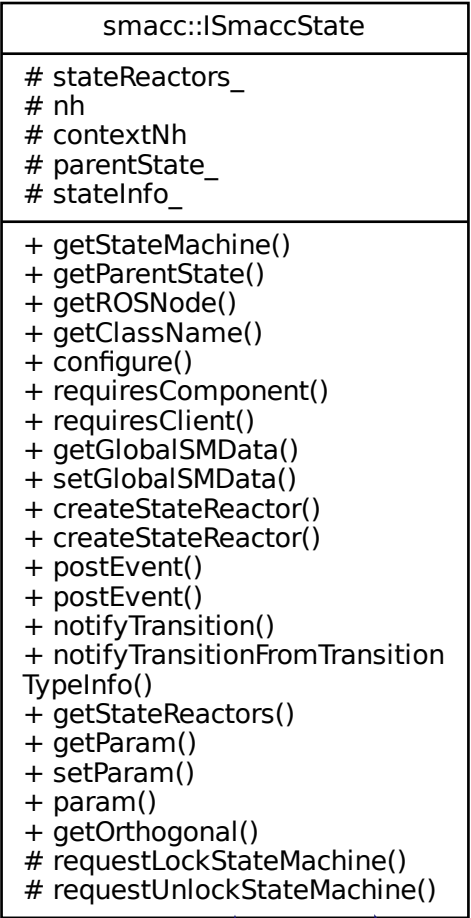 smacc::ISmaccState
# stateReactors_
# nh
# contextNh
# parentState_
# stateInfo_
+ getStateMachine()
+ getParentState()
+ getROSNode()
+ getClassName()
+ configure()
+ requiresComponent()
+ requiresClient()
+ getGlobalSMData()
+ setGlobalSMData()
+ createStateReactor()
+ createStateReactor()
+ postEvent()
+ postEvent()
+ notifyTransition()
+ notifyTransitionFromTransition
TypeInfo()
+ getStateReactors()
+ getParam()
+ setParam()
+ param()
+ getOrthogonal()
# requestLockStateMachine()
# requestUnlockStateMachine()